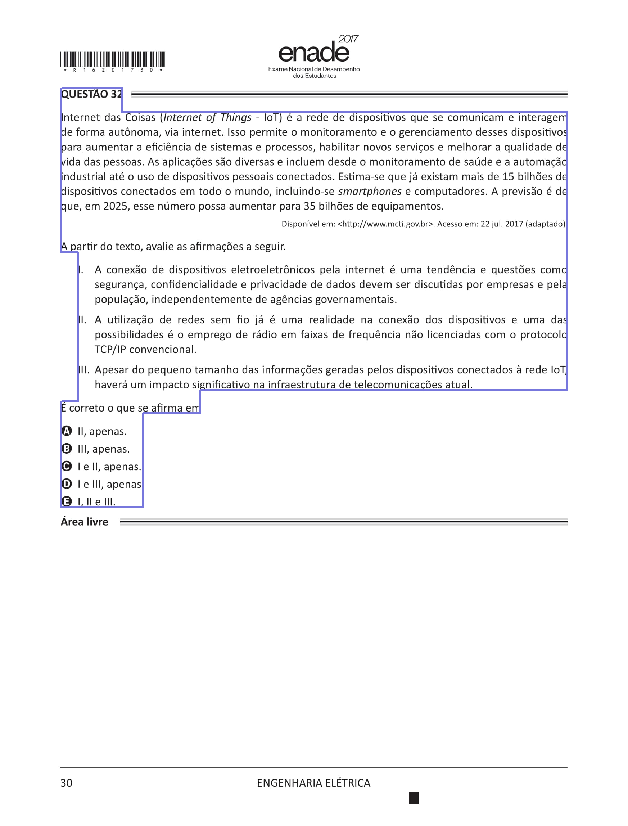 *R1620173D*
enade 2017
Exame Nacional de Desempenho
dos Estudantes
QUESTÃO 32
Internet das Coisas (Internet of Things - IoT) é a rede de dispositivos que se comunicam e interagem
de forma autônoma, via internet. Isso permite o monitoramento e o gerenciamento desses dispositivos
para aumentar a eficiência de sistemas e processos, habilitar novos serviços e melhorar a qualidade de
vida das pessoas. As aplicações são diversas e incluem desde o monitoramento de saúde e a automação
industrial até o uso de dispositivos pessoais conectados. Estima-se que já existam mais de 15 bilhões de
dispositivos conectados em todo o mundo, incluindo-se smartphones e computadores. A previsão é de
que, em 2025, esse número possa aumentar para 35 bilhões de equipamentos.
Disponível em: <http://www.mcti.gov.br> Acesso em: 22 jul. 2017 (adaptado)
A partir do texto, avalie as afirmações a seguir.
I. A conexão de dispositivos eletroeletrônicos pela internet é uma tendência e questões como
segurança, confidencialidade e privacidade de dados devem ser discutidas por empresas e pela
população, independentemente de agências governamentais.
II. A utilização de redes sem fio já é uma realidade na conexão dos dispositivos e uma das
possibilidades é o emprego de rádio em faixas de frequência não licenciadas com o protocolo
TCP/IP convencional.
III. Apesar do pequeno tamanho das informações geradas pelos dispositivos conectados à rede IoT,
haverá um impacto significativo na infraestrutura de telecomunicações atual.
É correto o que se afirma em
A II, apenas.
B III, apenas.
C I e II, apenas.
D I e III, apenas
E I, II e III.
Área livre
30
ENGENHARIA ELÉTRICA